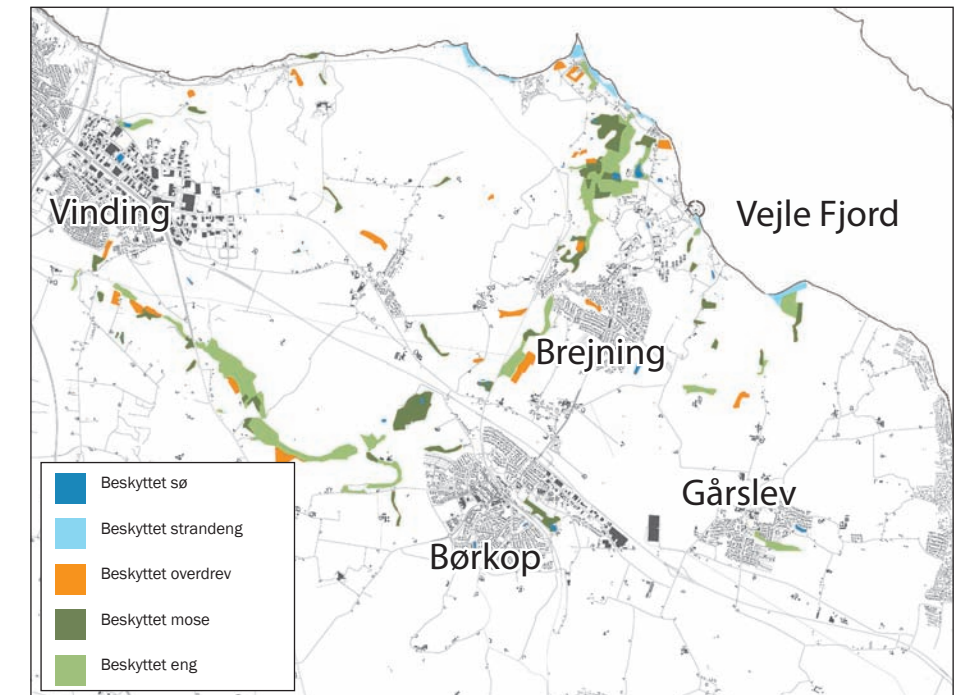 Vinding
Vejle Fjord
Brejning
Gårslev
Børkop
Beskyttet sø
Beskyttet strandeng
Beskyttet overdrev
Beskyttet mose
Beskyttet eng